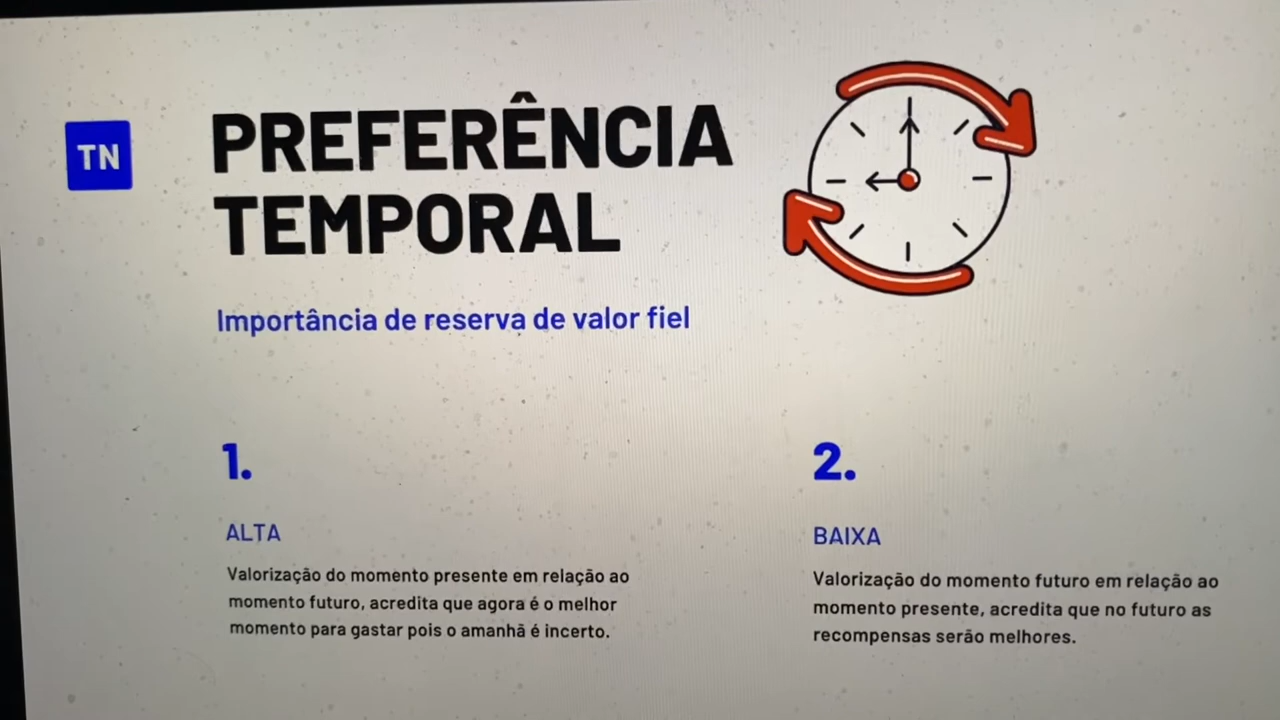 TN
PREFERÊNCIA
TEMPORAL
Importância de reserva de valor fiel
1.
ALTA
Valorização do momento presente em relação ao
momento futuro, acredita que agora é o melhor
momento para gastar pois o amanhã é incerto.
2.
BAIXA
Valorização do momento futuro em relação ao
momento presente, acredita que no futuro as
recompensas serão melhores.